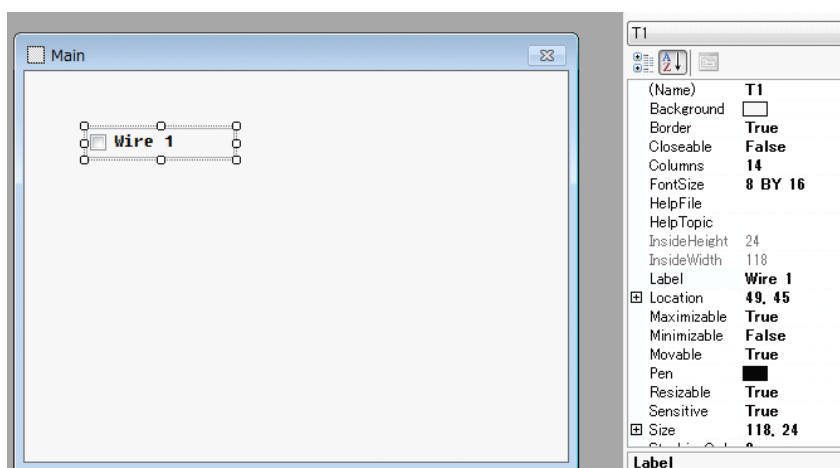 Main
Wire 1
T1
(Name) T1
Background
Border True
Closeable False
Columns 14
FontSize 8 BY 16
HelpFile
HelpTopic
InsideHeight 24
InsideWidth 118
Label Wire 1
Location 49, 45
Maximizable True
Minimizable False
Movable True
Pen
Resizable True
Sensitive True
Size 118, 24
Label